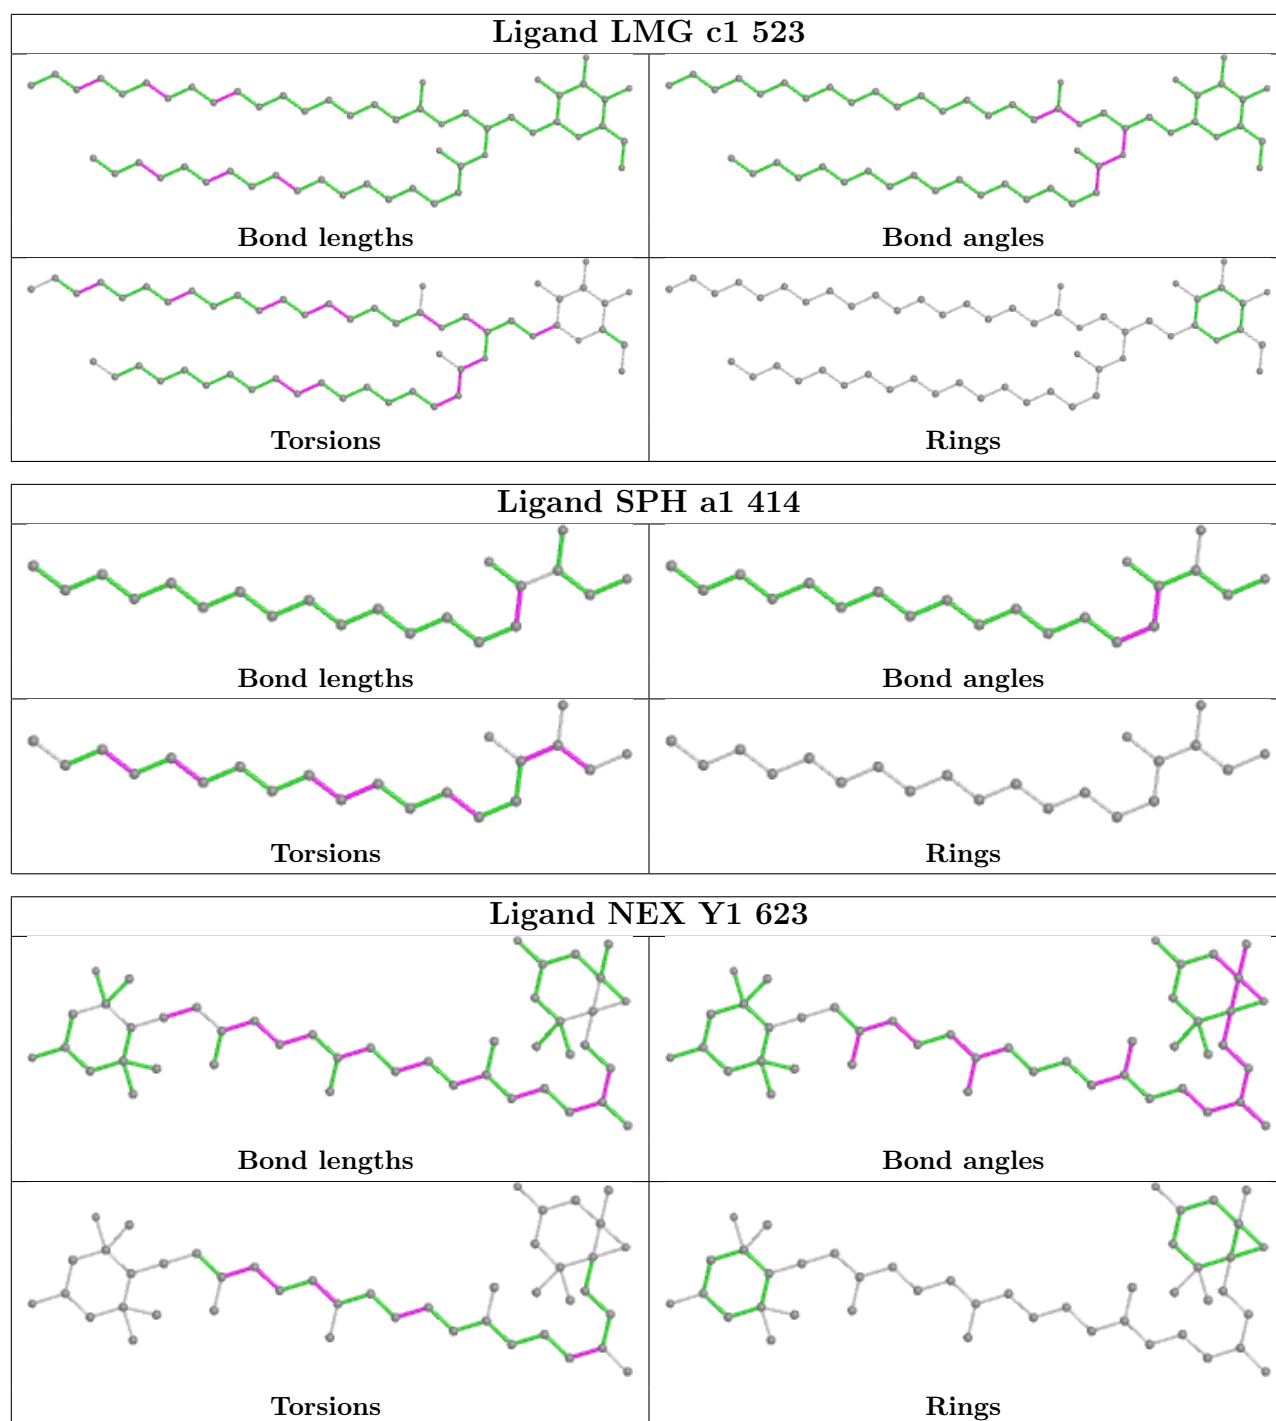 Ligand LMG c1 523
Bond lengths
Bond angles
Torsions
Rings
Ligand SPH a1 414
Bond lengths
Bond angles
Torsions
Rings
Ligand NEX Y1 623
Bond lengths
Bond angles
Torsions
Rings